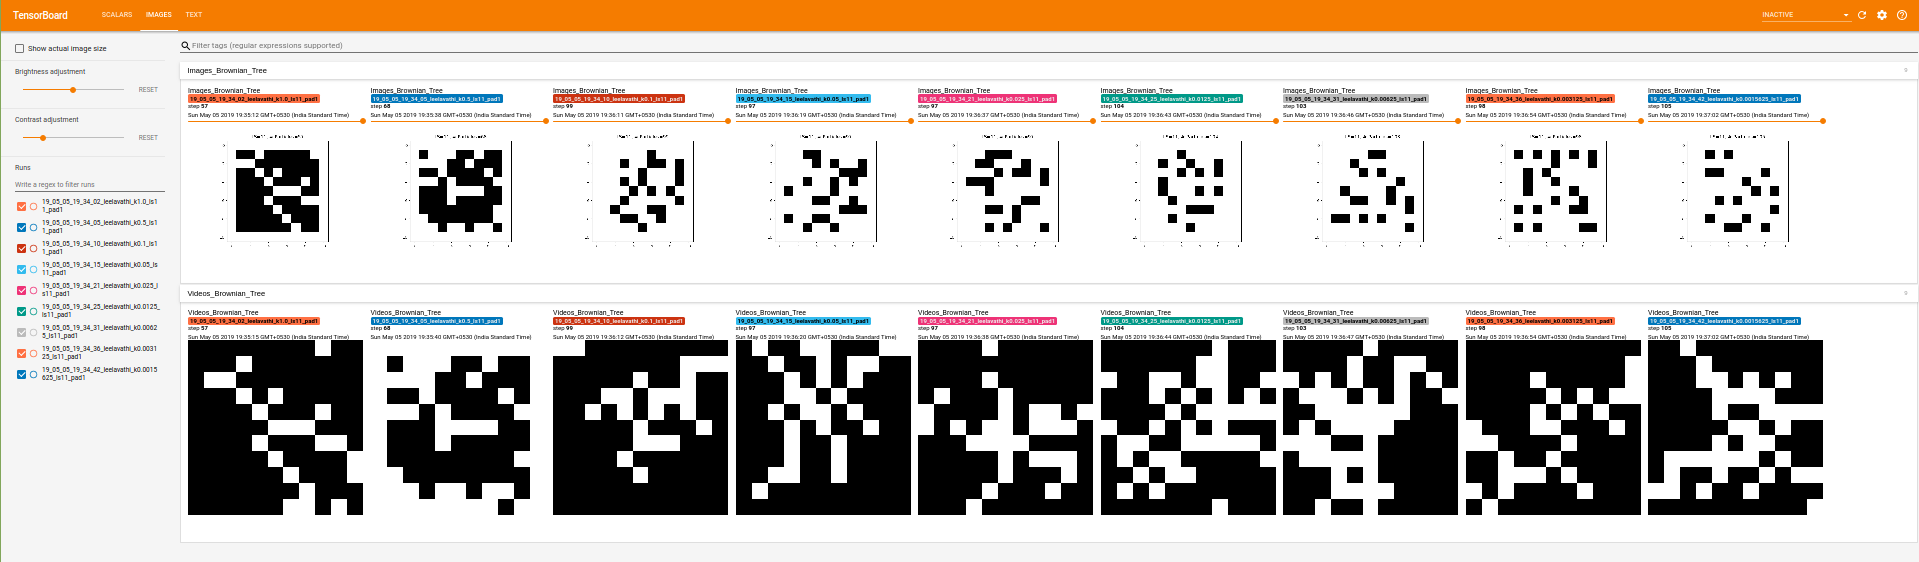 TensorBoard SCALARS IMAGES TEXT INACTIVE
Show actual image size
Filter tags (regular expressions supported)
Brightness adjustment
RESET
Contrast adjustment
RESET
Runs
Write a regex to filter runs
19_05_05_19_34_02_leelavathi_k1.0_ls1
1_pad1
19_05_05_19_34_05_leelavathi_k0.5_ls1
1_pad1
19_05_05_19_34_10_leelavathi_k0.1_ls1
1_pad1
19_05_05_19_34_15_leelavathi_k0.05_ls
11_pad1
19_05_05_19_34_21_leelavathi_k0.025_l
s11_pad1
19_05_05_19_34_25_leelavathi_k0.0125_
ls11_pad1
19_05_05_19_34_31_leelavathi_k0.0062
5_ls11_pad1
19_05_05_19_34_36_leelavathi_k0.0031
25_ls11_pad1
19_05_05_19_34_42_leelavathi_k0.0015
625_ls11_pad1
Images_Brownian_Tree
Images_Brownian_Tree
19_05_05_19_34_02_leelavathi_k1.0_ls11_pad1
step 57
Sun May 05 2019 19:35:12 GMT+0530 (India Standard Time)
Images_Brownian_Tree
19_05_05_19_34_05_leelavathi_k0.5_ls11_pad1
step 68
Sun May 05 2019 19:35:38 GMT+0530 (India Standard Time)
Images_Brownian_Tree
19_05_05_19_34_10_leelavathi_k0.1_ls11_pad1
step 99
Sun May 05 2019 19:36:11 GMT+0530 (India Standard Time)
Images_Brownian_Tree
19_05_05_19_34_15_leelavathi_k0.05_ls11_pad1
step 97
Sun May 05 2019 19:36:19 GMT+0530 (India Standard Time)
Images_Brownian_Tree
19_05_05_19_34_21_leelavathi_k0.025_ls11_pad1
step 97
Sun May 05 2019 19:36:37 GMT+0530 (India Standard Time)
Images_Brownian_Tree
19_05_05_19_34_25_leelavathi_k0.0125_ls11_pad1
step 104
Sun May 05 2019 19:36:43 GMT+0530 (India Standard Time)
Images_Brownian_Tree
19_05_05_19_34_31_leelavathi_k0.00625_ls11_pad1
step 103
Sun May 05 2019 19:36:46 GMT+0530 (India Standard Time)
Images_Brownian_Tree
19_05_05_19_34_36_leelavathi_k0.003125_ls11_pad1
step 98
Sun May 05 2019 19:36:54 GMT+0530 (India Standard Time)
Images_Brownian_Tree
19_05_05_19_34_42_leelavathi_k0.0015625_ls11_pad1
step 105
Sun May 05 2019 19:37:02 GMT+0530 (India Standard Time)
Videos_Brownian_Tree
Videos_Brownian_Tree
19_05_05_19_34_02_leelavathi_k1.0_ls11_pad1
step 57
Sun May 05 2019 19:35:15 GMT+0530 (India Standard Time)
Videos_Brownian_Tree
19_05_05_19_34_05_leelavathi_k0.5_ls11_pad1
step 68
Sun May 05 2019 19:35:40 GMT+0530 (India Standard Time)
Videos_Brownian_Tree
19_05_05_19_34_10_leelavathi_k0.1_ls11_pad1
step 99
Sun May 05 2019 19:36:12 GMT+0530 (India Standard Time)
Videos_Brownian_Tree
19_05_05_19_34_15_leelavathi_k0.05_ls11_pad1
step 97
Sun May 05 2019 19:36:20 GMT+0530 (India Standard Time)
Videos_Brownian_Tree
19_05_05_19_34_21_leelavathi_k0.025_ls11_pad1
step 97
Sun May 05 2019 19:36:38 GMT+0530 (India Standard Time)
Videos_Brownian_Tree
19_05_05_19_34_25_leelavathi_k0.0125_ls11_pad1
step 104
Sun May 05 2019 19:36:44 GMT+0530 (India Standard Time)
Videos_Brownian_Tree
19_05_05_19_34_31_leelavathi_k0.00625_ls11_pad1
step 103
Sun May 05 2019 19:36:47 GMT+0530 (India Standard Time)
Videos_Brownian_Tree
19_05_05_19_34_36_leelavathi_k0.003125_ls11_pad1
step 98
Sun May 05 2019 19:36:54 GMT+0530 (India Standard Time)
Videos_Brownian_Tree
19_05_05_19_34_42_leelavathi_k0.0015625_ls11_pad1
step 105
Sun May 05 2019 19:37:02 GMT+0530 (India Standard Time)